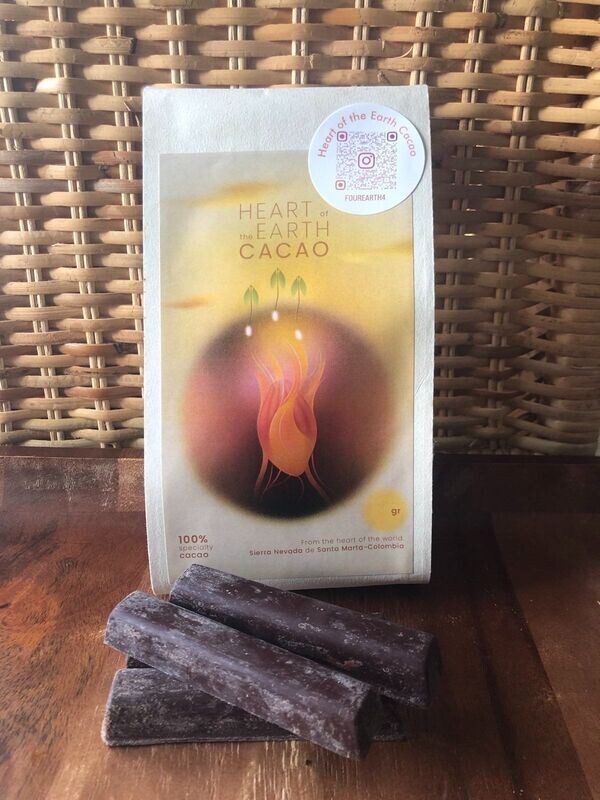 Heart of the Earth Cacao
FOUREARTH4
HEART of
the EARTH
CACAO
gr
100%
specialty
cacao
From the heart of the world.
Sierra Nevada de Santa Marta-Colombia